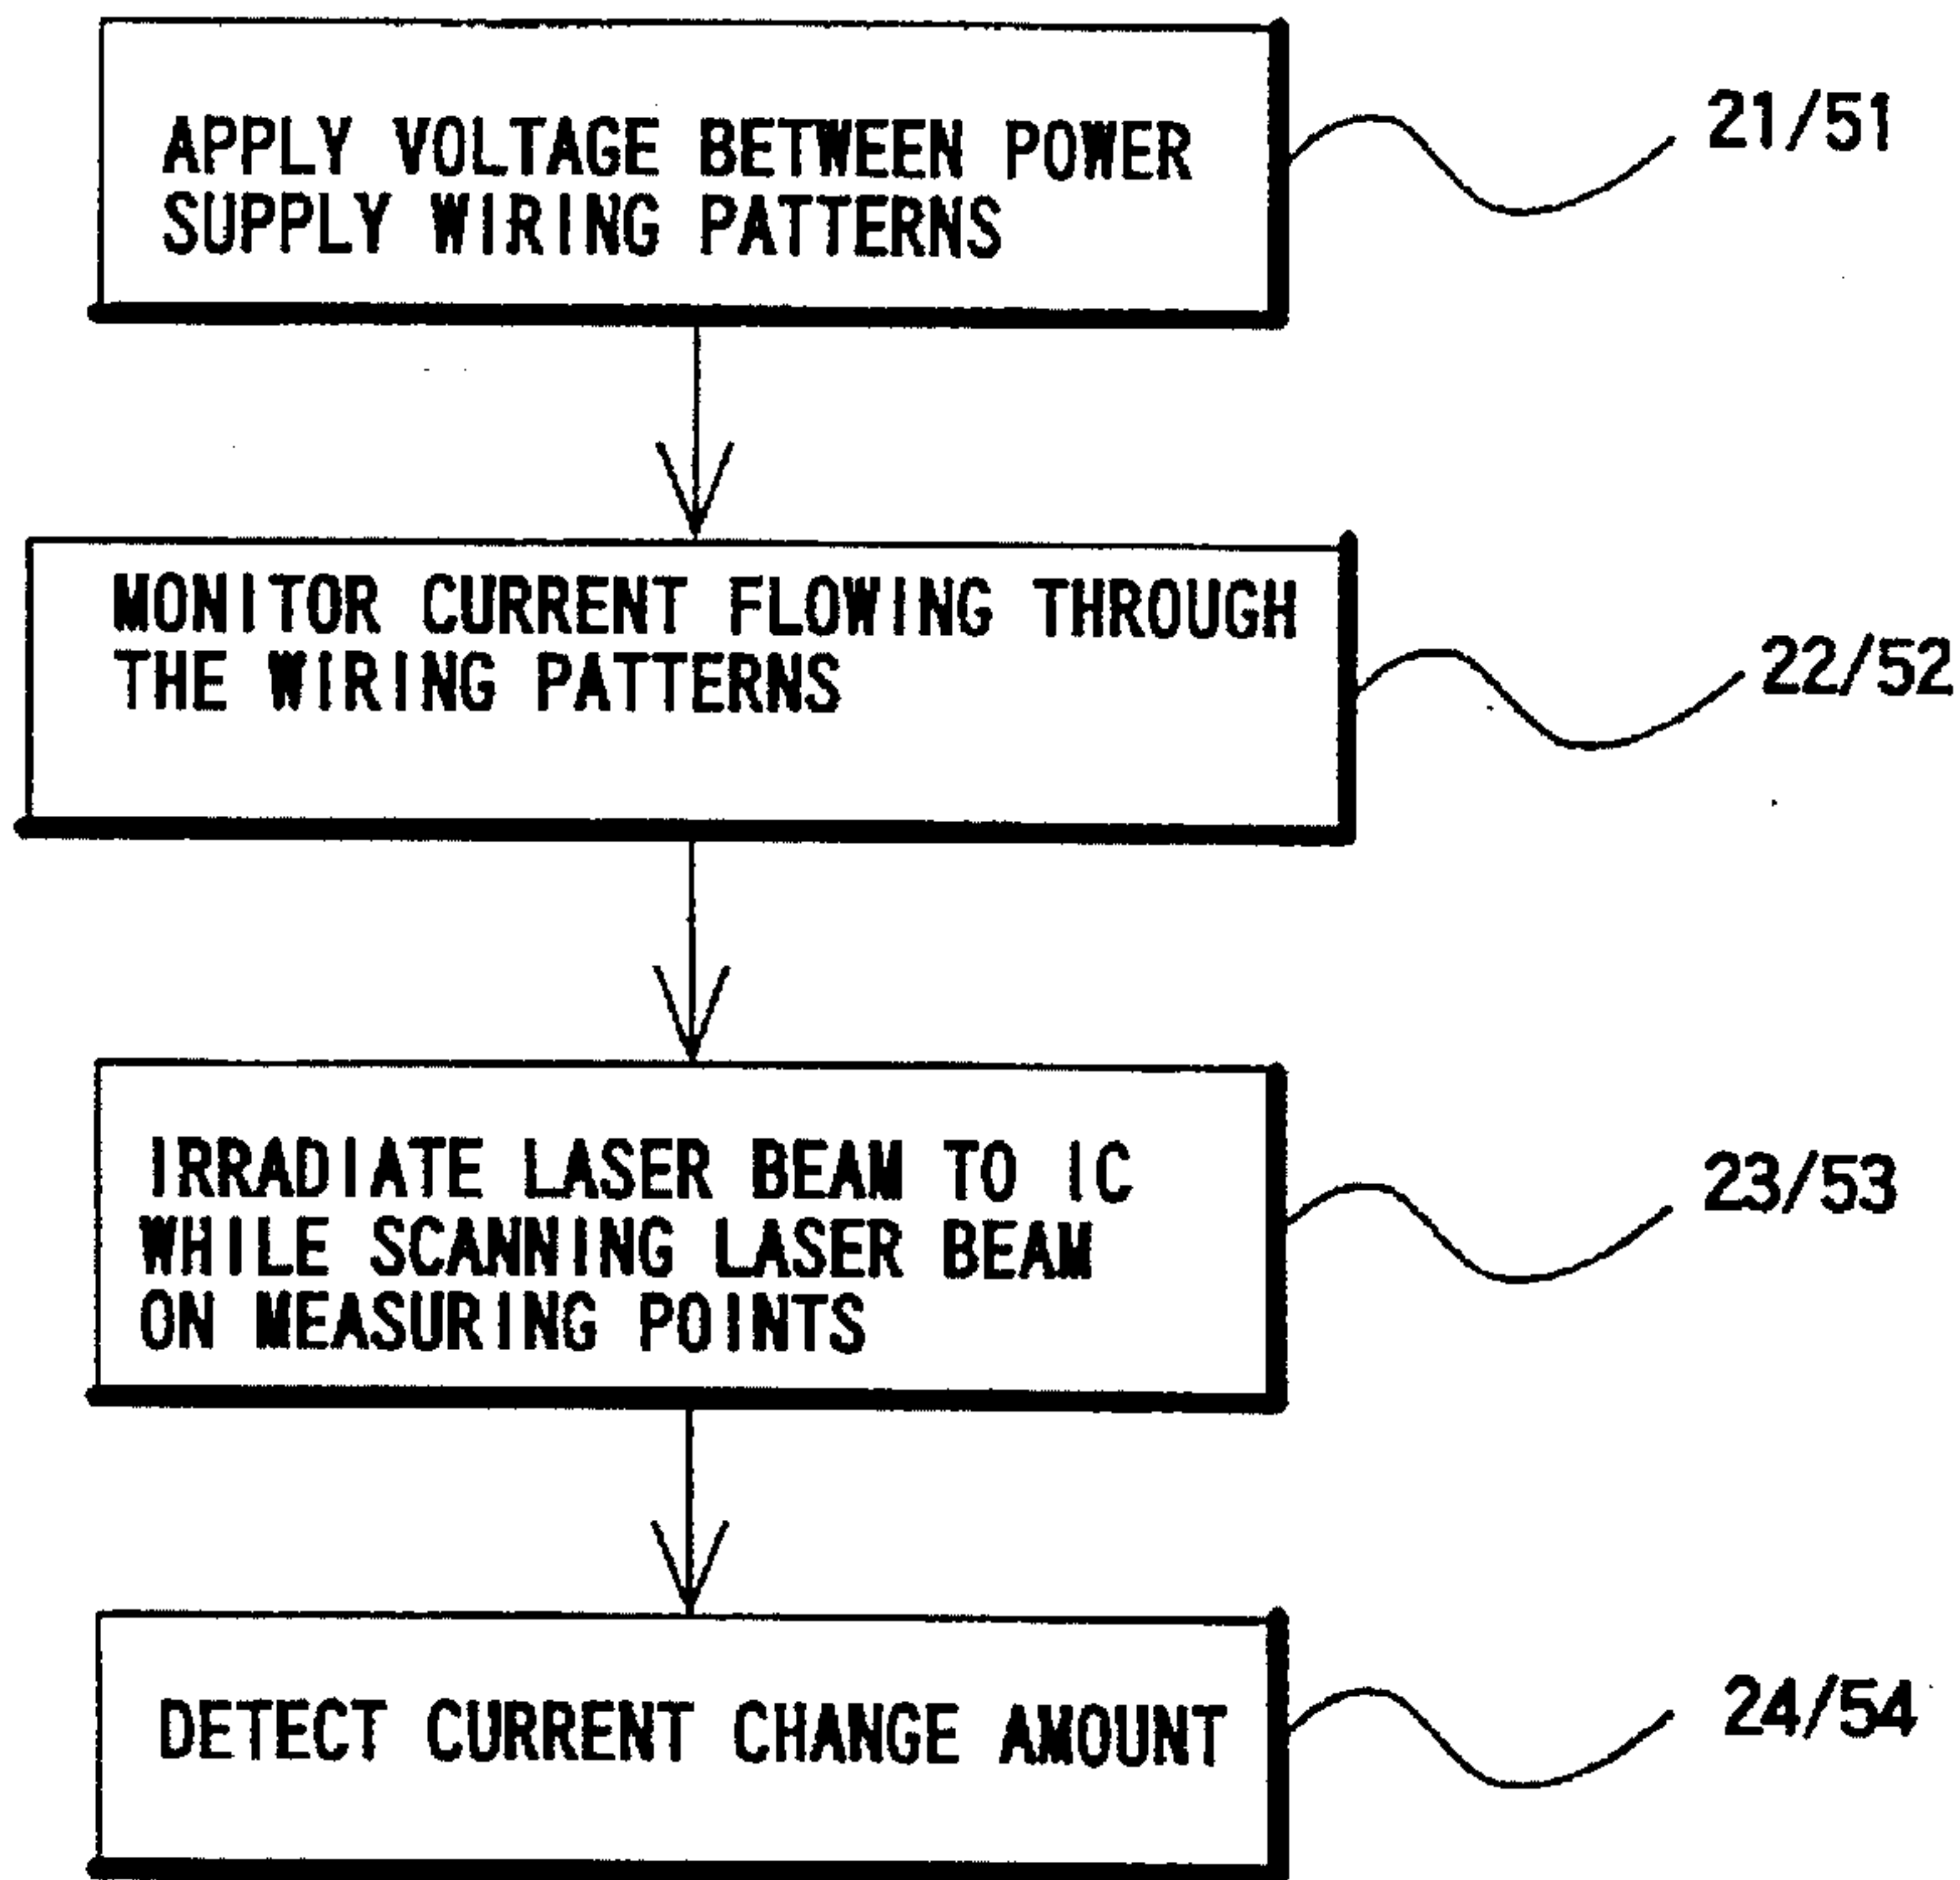 APPLY VOLTAGE BETWEEN POWER
SUPPLY WIRING PATTERNS
21/51
MONITOR CURRENT FLOWING THROUGH
THE WIRING PATTERNS
22/52
IRRADIATE LASER BEAM TO IC
WHILE SCANNING LASER BEAM
ON MEASURING POINTS
23/53
DETECT CURRENT CHANGE AMOUNT
24/54